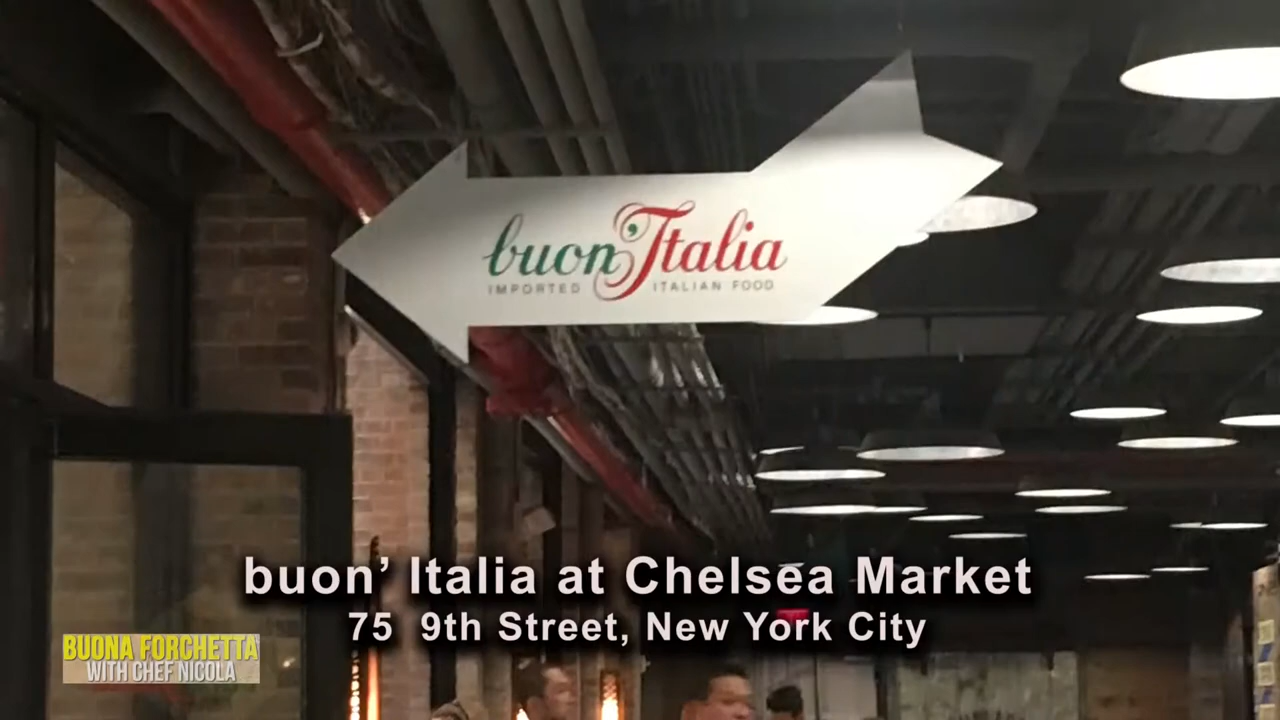 buon'Italia
IMPORTED ITALIAN FOOD
buon’ Italia at Chelsea Market
75 9th Street, New York City
BUONA FORCHETTA
WITH CHEF NICOLA